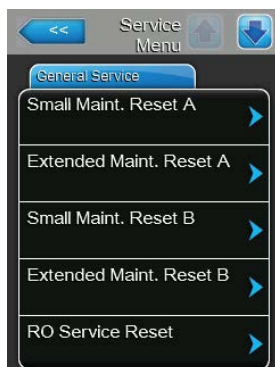 <<
Service
Menu
General Service
Small Maint. Reset A
Extended Maint. Reset A
Small Maint. Reset B
Extended Maint. Reset B
RO Service Reset